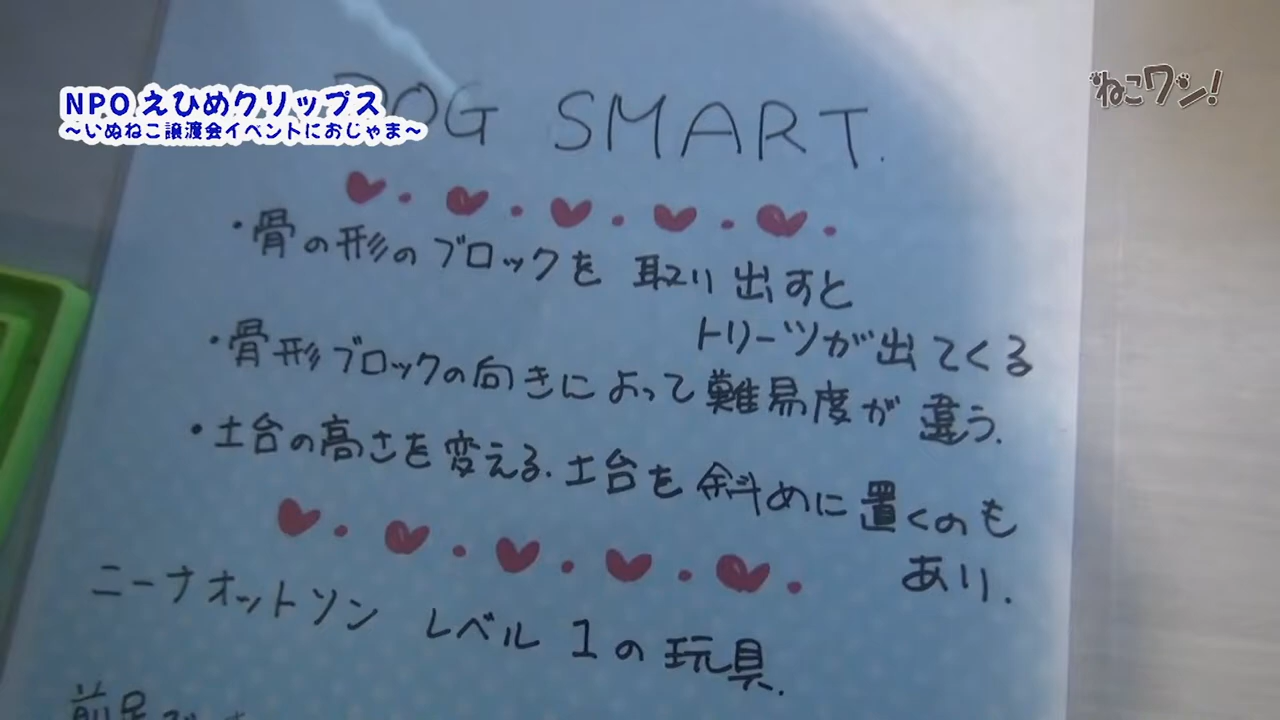 NPO えひめクリップス
～いぬねこ譲渡会イベントにおじゃま～
ねこワン!
DOG SMART.
・骨の形のブロックを取り出すと
トリーツが出てくる
・骨形ブロックの向きによって難易度が違う.
・土台の高さを変える.土台を斜めに置くのも
あり.
ニーナオットソン レベル1の玩具.
前足